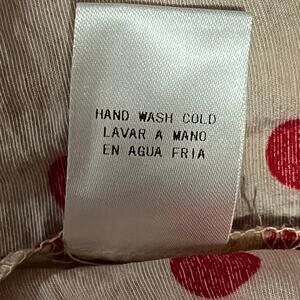 HAND WASH COLD
LAVAR A MANO
EN AGUA FRIA